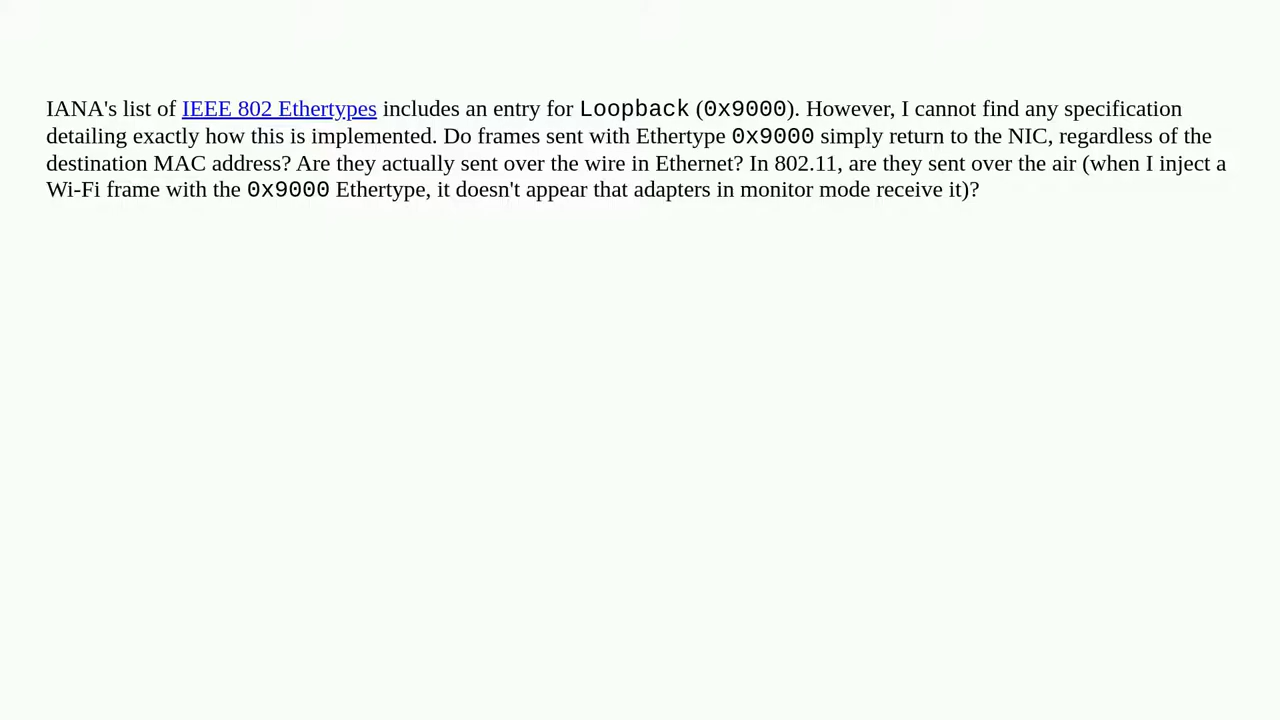 IANA's list of IEEE 802 Ethertypes includes an entry for Loopback (0x9000). However, I cannot find any specification
detailing exactly how this is implemented. Do frames sent with Ethertype 0x9000 simply return to the NIC, regardless of the
destination MAC address? Are they actually sent over the wire in Ethernet? In 802.11, are they sent over the air (when I inject a
Wi-Fi frame with the 0x9000 Ethertype, it doesn't appear that adapters in monitor mode receive it)?